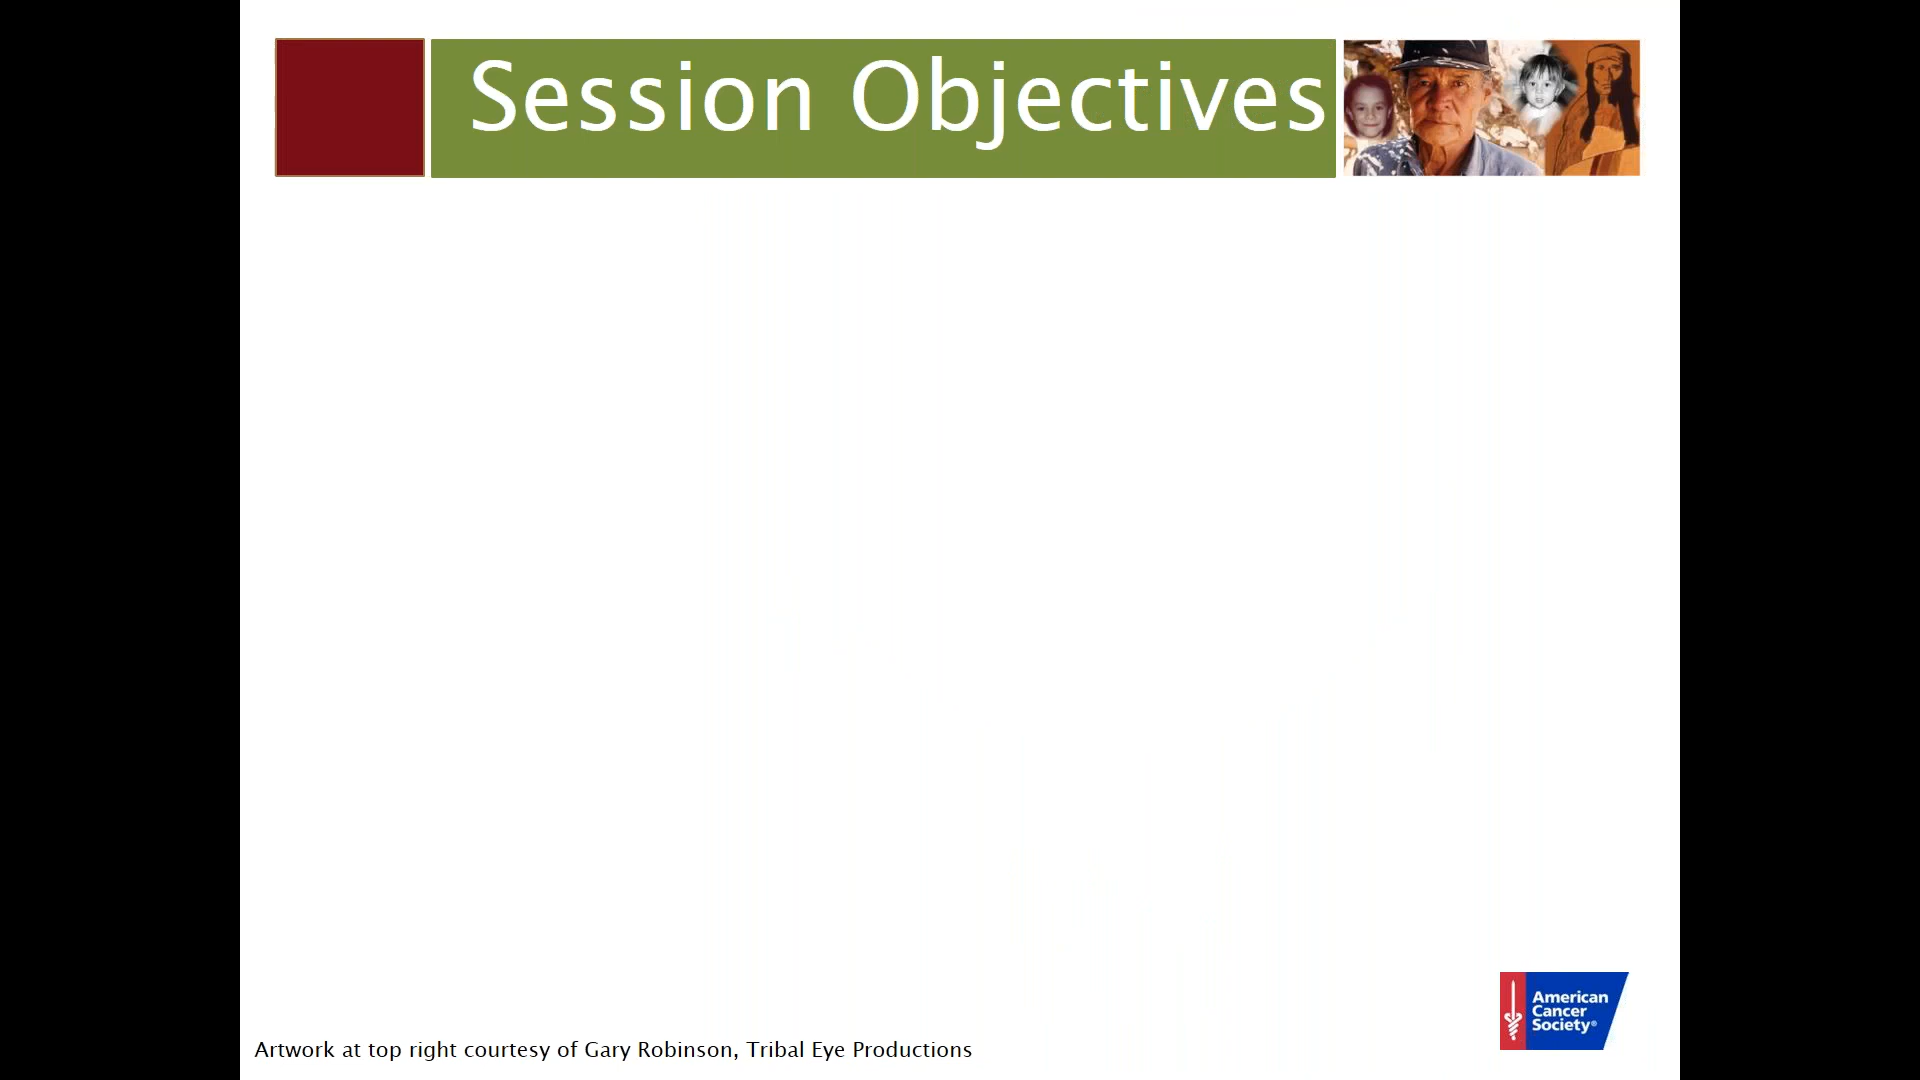 Session Objectives
American
Cancer
Society®
Artwork at top right courtesy of Gary Robinson, Tribal Eye Productions